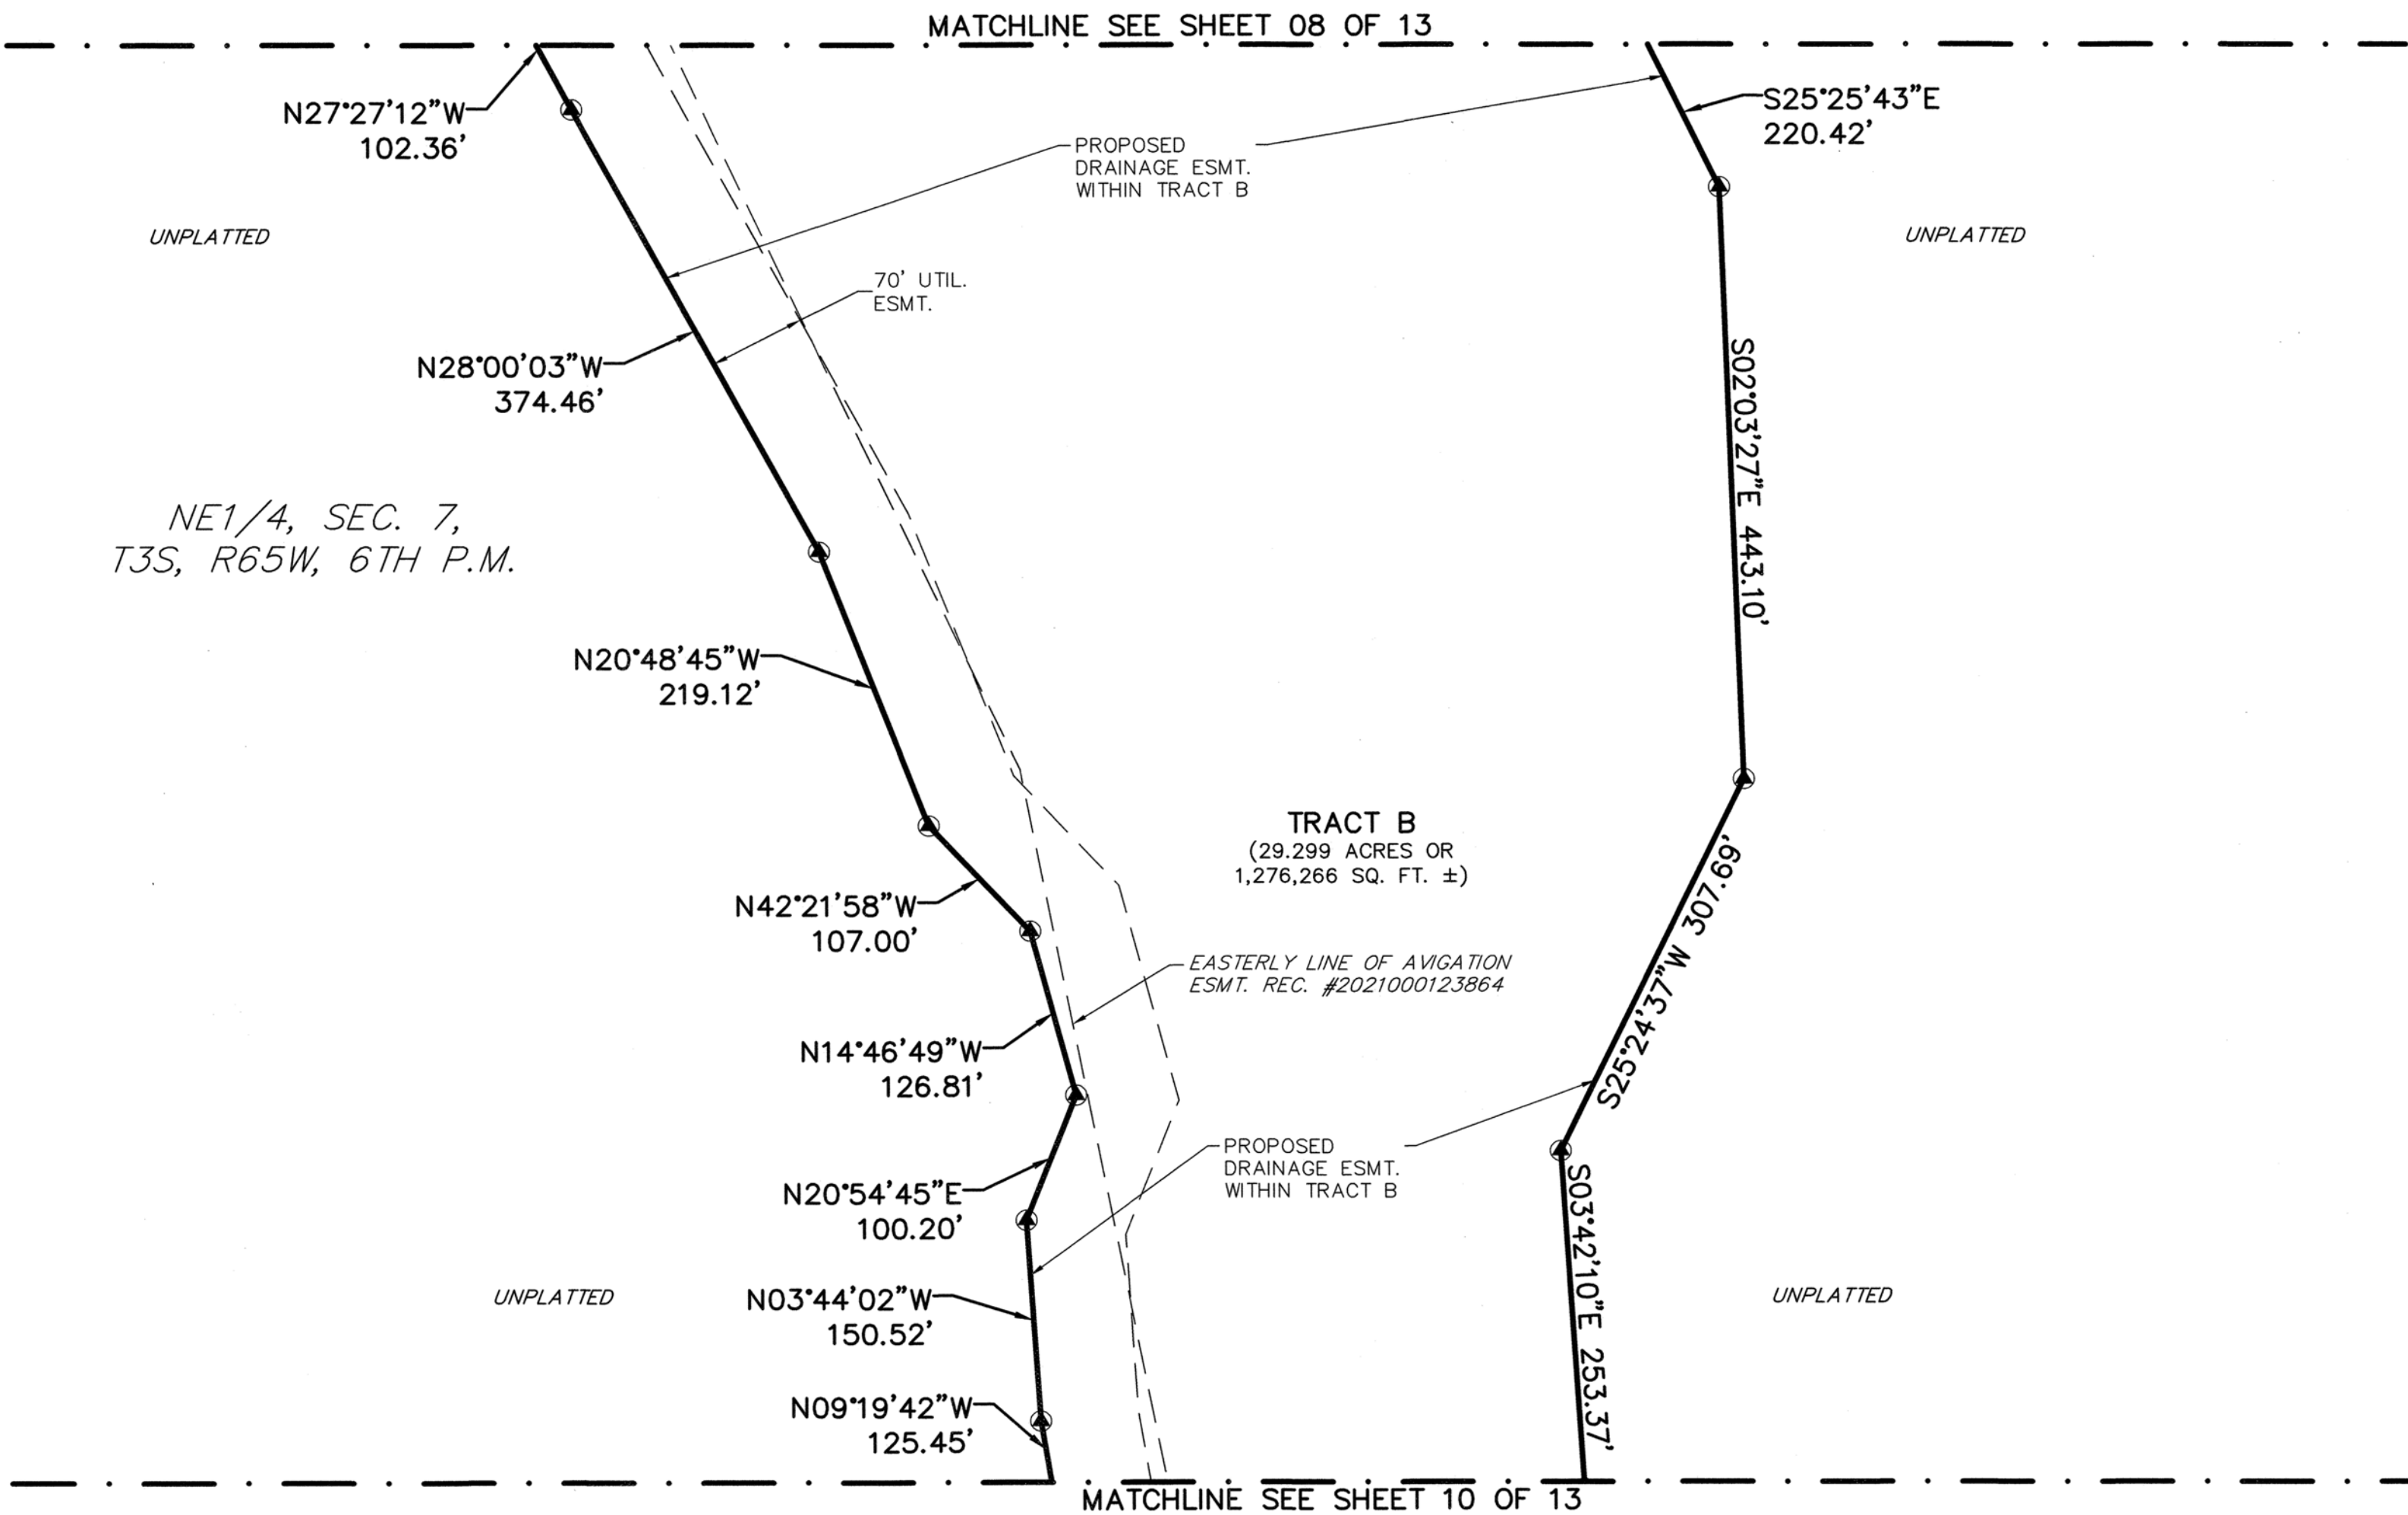 MATCHLINE SEE SHEET 08 OF 13
N27°27'12"W
102.36'
S25°25'43"E
220.42'
PROPOSED
DRAINAGE ESMT.
WITHIN TRACT B
UNPLATTED
UNPLATTED
70' UTIL.
ESMT.
N28°00'03"W
374.46'
S02°03'27"E 443.10'
NE1/4, SEC. 7,
T3S, R65W, 6TH P.M.
N20°48'45"W
219.12'
TRACT B
(29.299 ACRES OR
1,276,266 SQ. FT. ±)
N42°21'58"W
107.00'
S25°24'37"W 307.69'
EASTERLY LINE OF AVIGATION
ESMT. REC. #2021000123864
N14°46'49"W
126.81'
PROPOSED
DRAINAGE ESMT.
WITHIN TRACT B
N20°54'45"E
100.20'
S03°42'10"E 253.37'
UNPLATTED
N03°44'02"W
150.52'
UNPLATTED
N09°19'42"W
125.45'
MATCHLINE SEE SHEET 10 OF 13